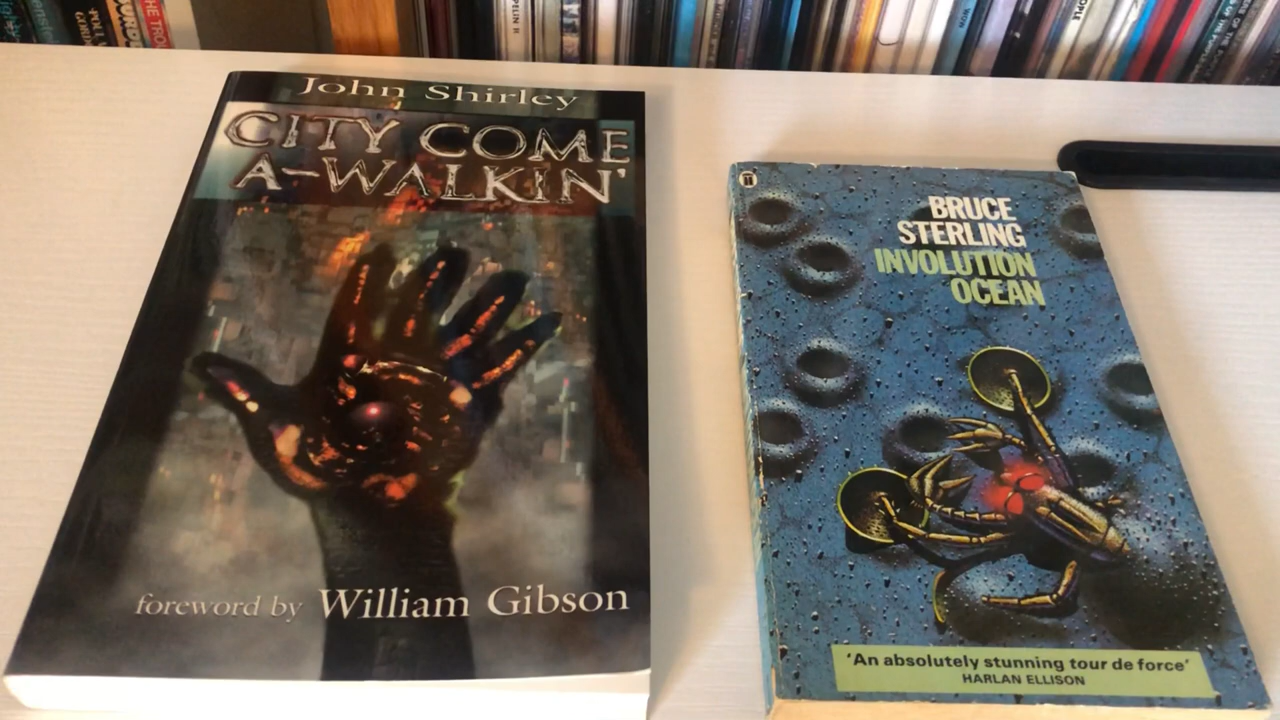 John Shirley
CITY COME
A-WALKIN'
foreword by William Gibson
BRUCE
STERLING
INVOLUTION
OCEAN
'An absolutely stunning tour de force'
HARLAN ELLISON